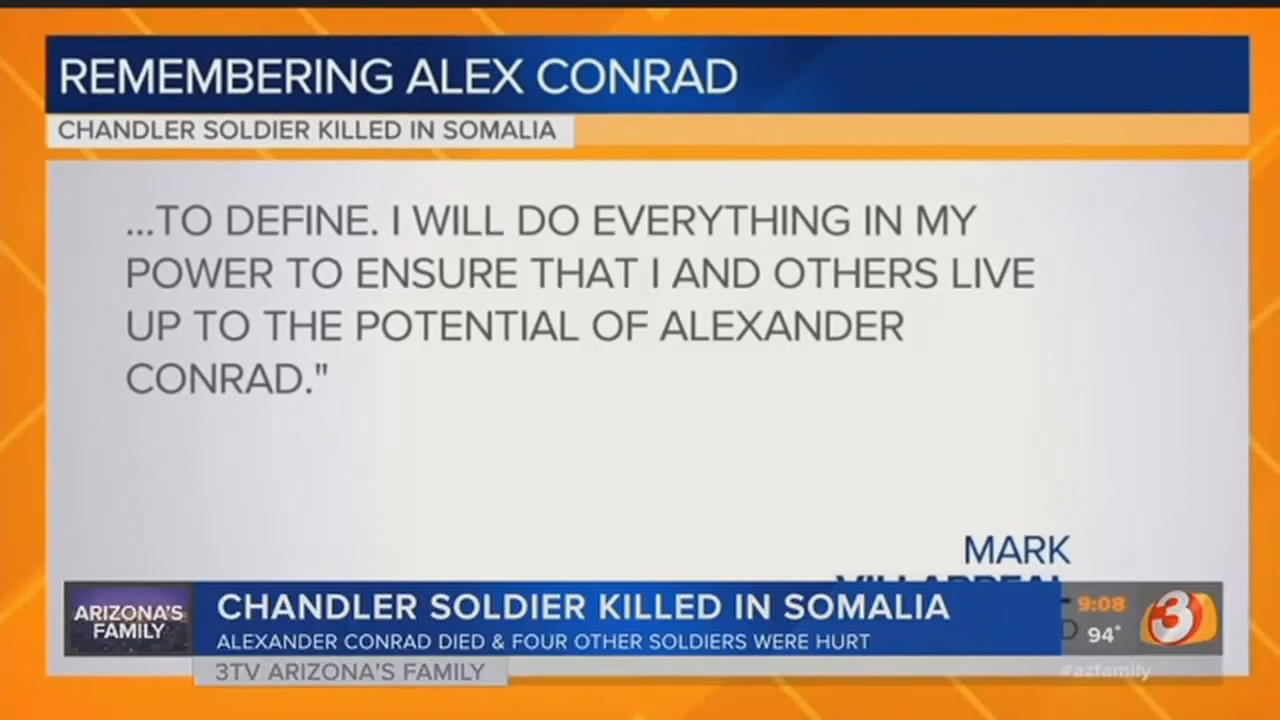 REMEMBERING ALEX CONRAD
CHANDLER SOLDIER KILLED IN SOMALIA
...TO DEFINE. I WILL DO EVERYTHING IN MY
POWER TO ENSURE THAT I AND OTHERS LIVE
UP TO THE POTENTIAL OF ALEXANDER
CONRAD."
MARK
ARIZONA'S
FAMILY
CHANDLER SOLDIER KILLED IN SOMALIA
ALEXANDER CONRAD DIED & FOUR OTHER SOLDIERS WERE HURT
3TV ARIZONA'S FAMILY
9:08
94°
3
#azfamily